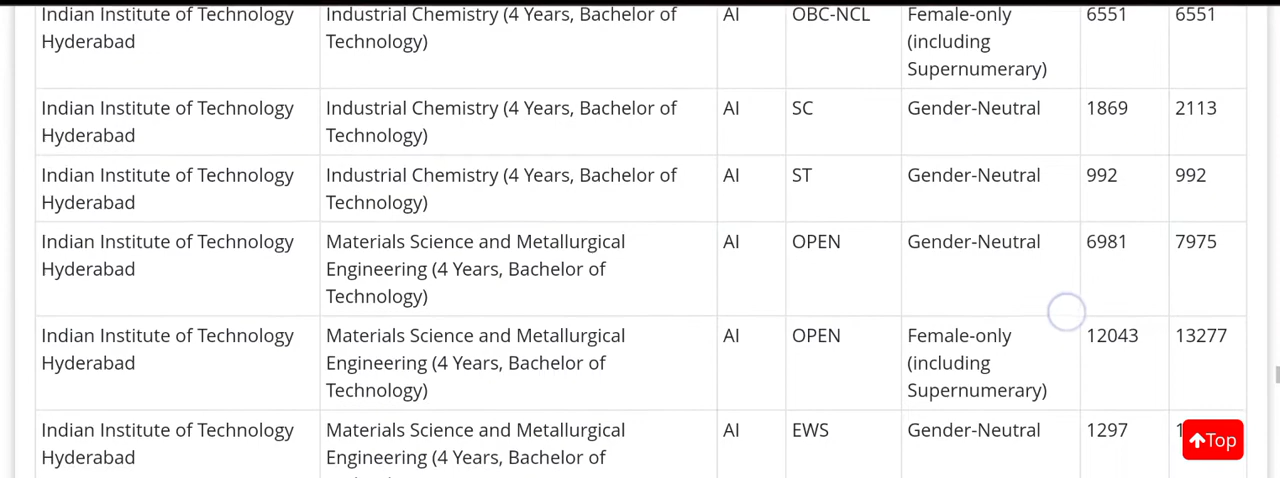 Indian Institute of Technology Industrial Chemistry (4 Years, Bachelor of AI OBC-NCL Female-only 6551 6551
Hyderabad Technology) (including
Supernumerary)
Indian Institute of Technology Industrial Chemistry (4 Years, Bachelor of AI SC Gender-Neutral 1869 2113
Hyderabad Technology)
Indian Institute of Technology Industrial Chemistry (4 Years, Bachelor of AI ST Gender-Neutral 992 992
Hyderabad Technology)
Indian Institute of Technology Materials Science and Metallurgical AI OPEN Gender-Neutral 6981 7975
Hyderabad Engineering (4 Years, Bachelor of
Technology)
Indian Institute of Technology Materials Science and Metallurgical AI OPEN Female-only 12043 13277
Hyderabad Engineering (4 Years, Bachelor of (including
Technology) Supernumerary)
Indian Institute of Technology Materials Science and Metallurgical AI EWS Gender-Neutral 1297
Hyderabad Engineering (4 Years, Bachelor of
Top